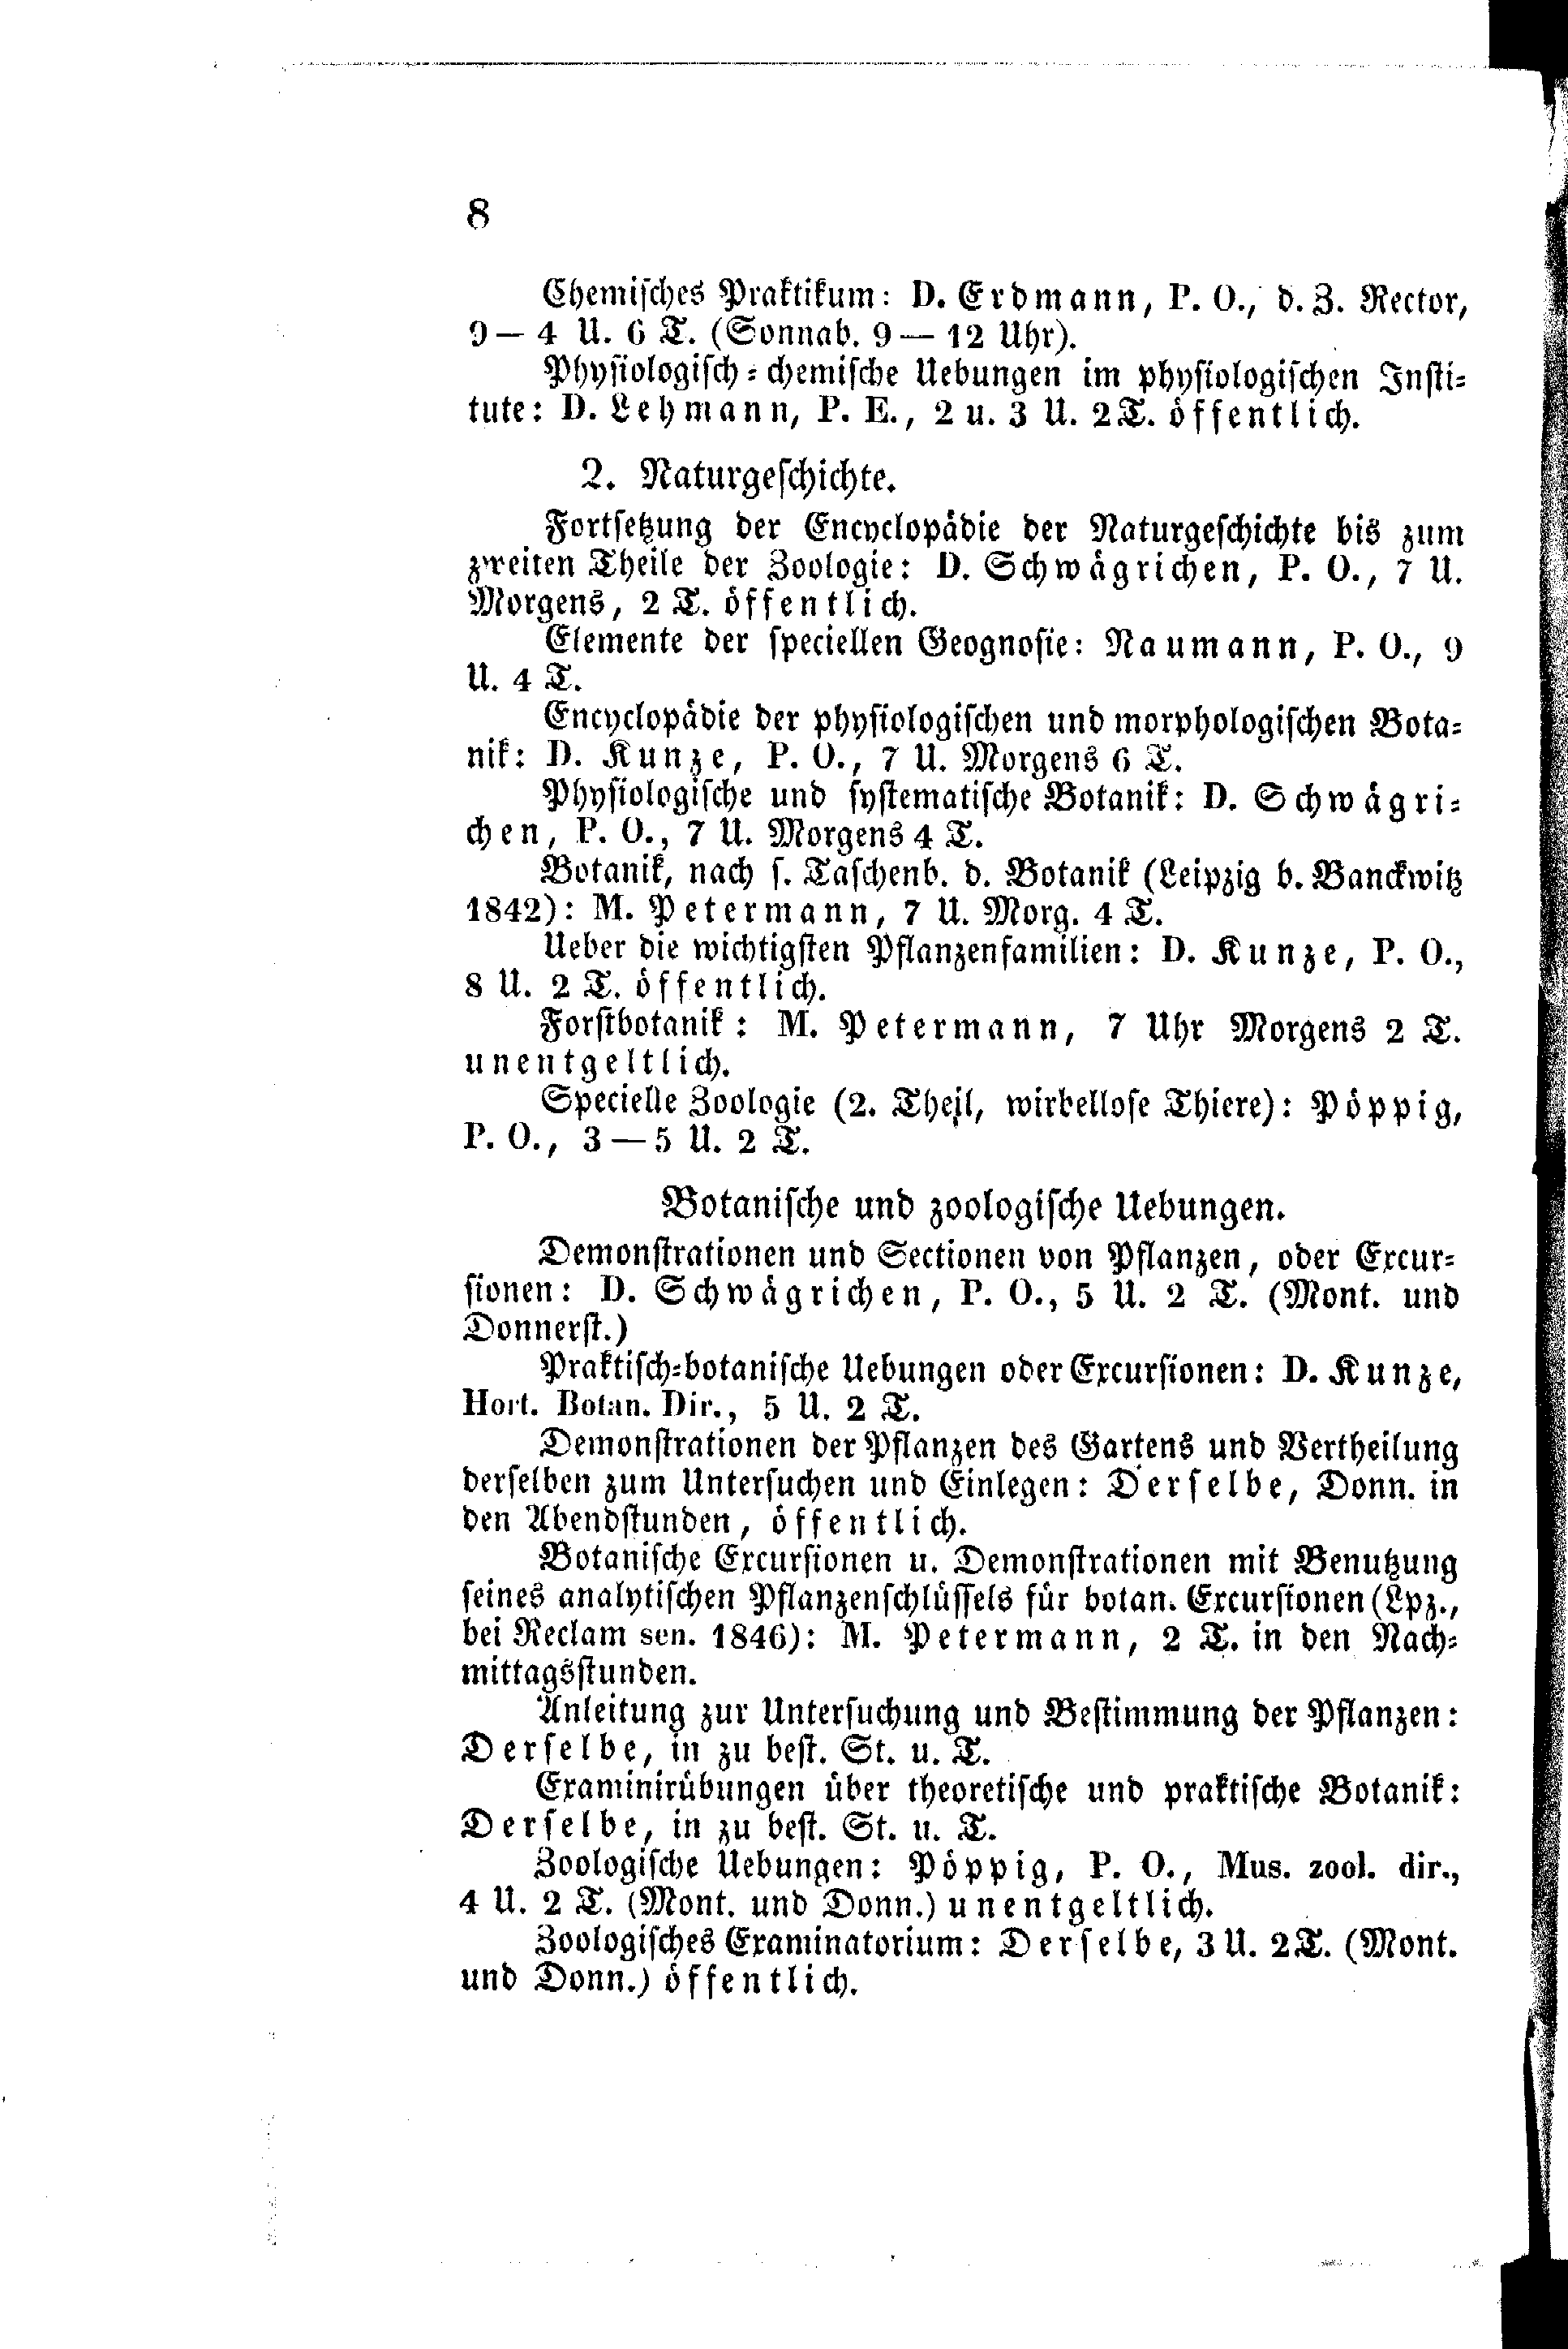 8
Chemisches Praktikum: D. Erdmann, P. O., d. Z. Rector,
9 — 4 U. 6 T. (Sonnab. 9 — 12 Uhr).
Physiologisch-chemische Uebungen im physiologischen Insti-
tute: D. Lehmann, P. E., 2 u. 3 U. 2 T. öffentlich.
2. Naturgeschichte.
Fortsetzung der Encyclopädie der Naturgeschichte bis zum
zweiten Theile der Zoologie: D. Schwägrichen, P. O., 7 U.
Morgens, 2 T. öffentlich.
Elemente der speciellen Geognosie: Naumann, P. O., 9
U. 4 T.
Encyclopädie der physiologischen und morphologischen Bota-
nik: D. Kunze, P. O., 7 U. Morgens 6 T.
Physiologische und systematische Botanik: D. Schwägri-
chen, P. O., 7 U. Morgens 4 T.
Botanik, nach s. Taschenb. d. Botanik (Leipzig b. Banckwitz
1842): M. Petermann, 7 U. Morg. 4 T.
Ueber die wichtigsten Pflanzenfamilien: D. Kunze, P. O.,
8 U. 2 T. öffentlich.
Forstbotanik: M. Petermann, 7 Uhr Morgens 2 T.
unentgeltlich.
Specielle Zoologie (2. Theil, wirbellose Thiere): Pöppig,
P. O., 3 — 5 U. 2 T.
Botanische und zoologische Uebungen.
Demonstrationen und Sectionen von Pflanzen, oder Excur-
sionen: D. Schwägrichen, P. O., 5 U. 2 T. (Mont. und
Donnerst.)
Praktisch-botanische Uebungen oder Excursionen: D. Kunze,
Hort. Botan. Dir., 5 U. 2 T.
Demonstrationen der Pflanzen des Gartens und Vertheilung
derselben zum Untersuchen und Einlegen: Derselbe, Donn. in
den Abendstunden, öffentlich.
Botanische Excursionen u. Demonstrationen mit Benutzung
seines analytischen Pflanzenschlüssels für botan. Excursionen (Lpz.,
bei Reclam sen. 1846): M. Petermann, 2 T. in den Nach-
mittagsstunden.
Anleitung zur Untersuchung und Bestimmung der Pflanzen:
Derselbe, in zu best. St. u. T.
Examinirübungen über theoretische und praktische Botanik:
Derselbe, in zu best. St. u. T.
Zoologische Uebungen: Pöppig, P. O., Mus. zool. dir.,
4 U. 2 T. (Mont. und Donn.) unentgeltlich.
Zoologisches Examinatorium: Derselbe, 3 U. 2 T. (Mont.
und Donn.) öffentlich.